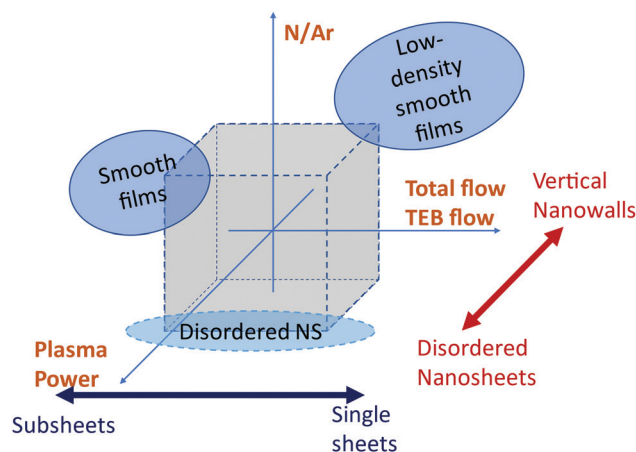 N/Ar
Low-
density
smooth
films
Smooth
films
Total flow
TEB flow
Vertical
Nanowalls
Disordered NS
Plasma
Power
Disordered
Nanosheets
Subsheets
Single
sheets